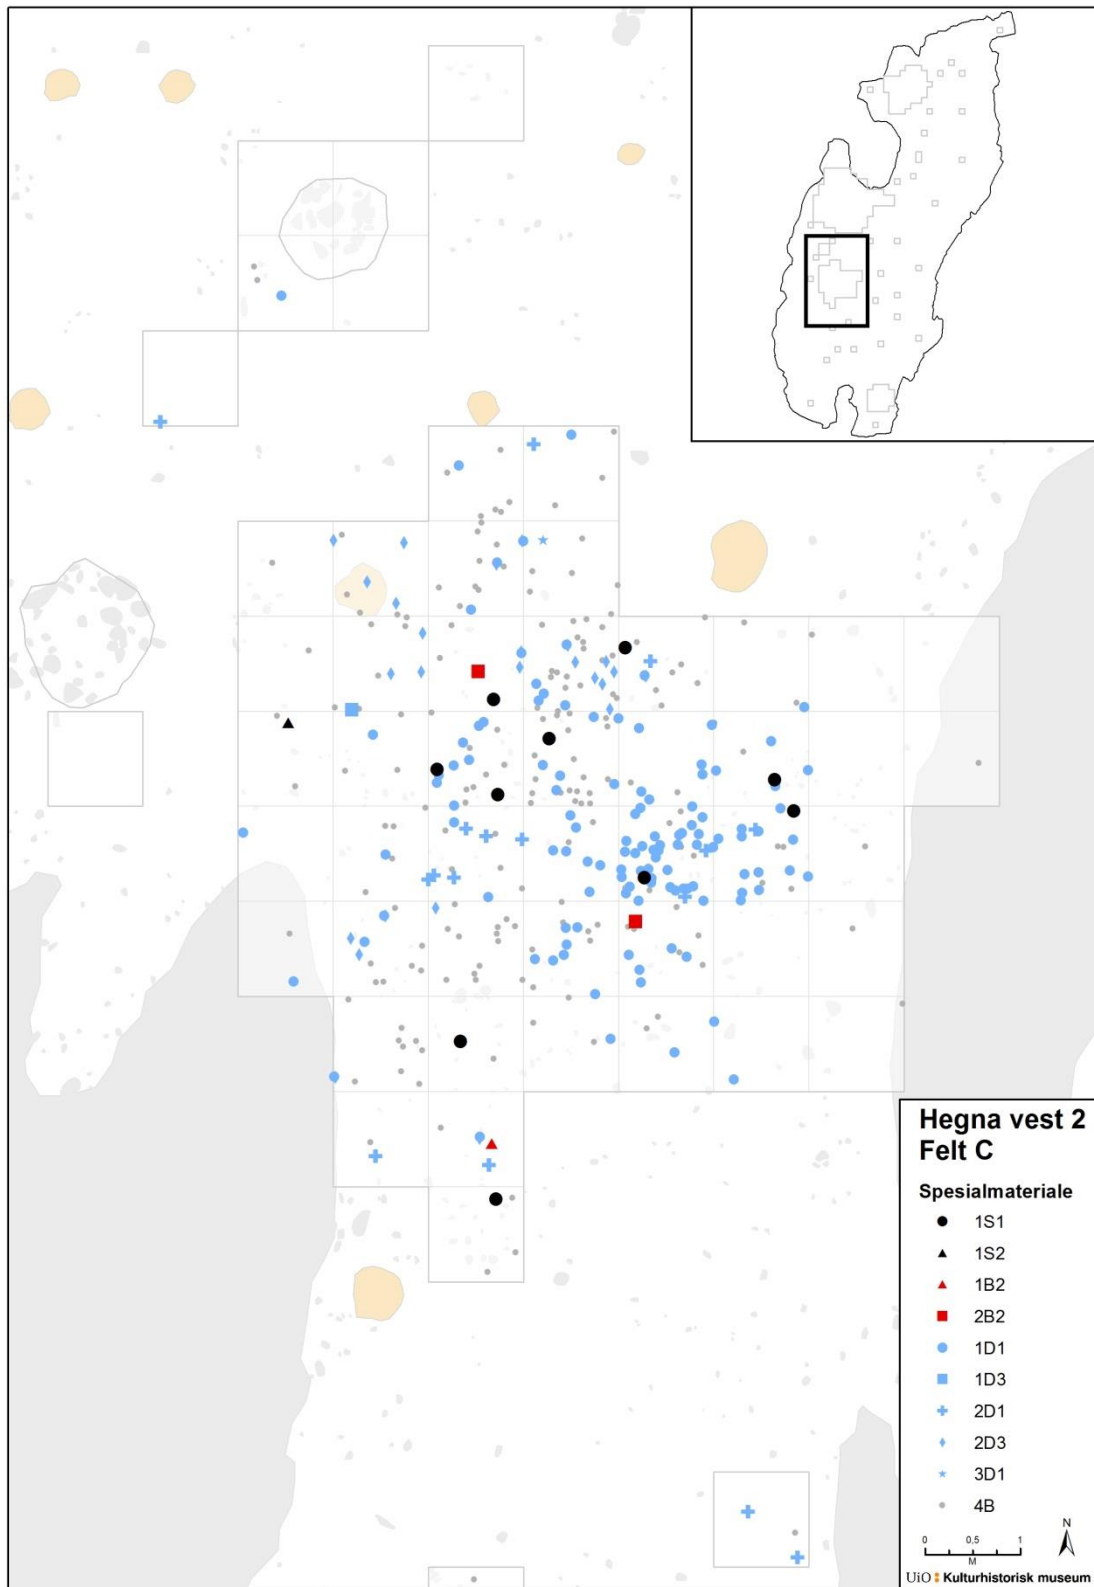 Hegna vest 2
Felt C
Spesialmateriale
1S1
1S2
1B2
2B2
1D1
1D3
2D1
2D3
3D1
4B
N
0 0,5 1
M
UiO Kulturhistorisk museum